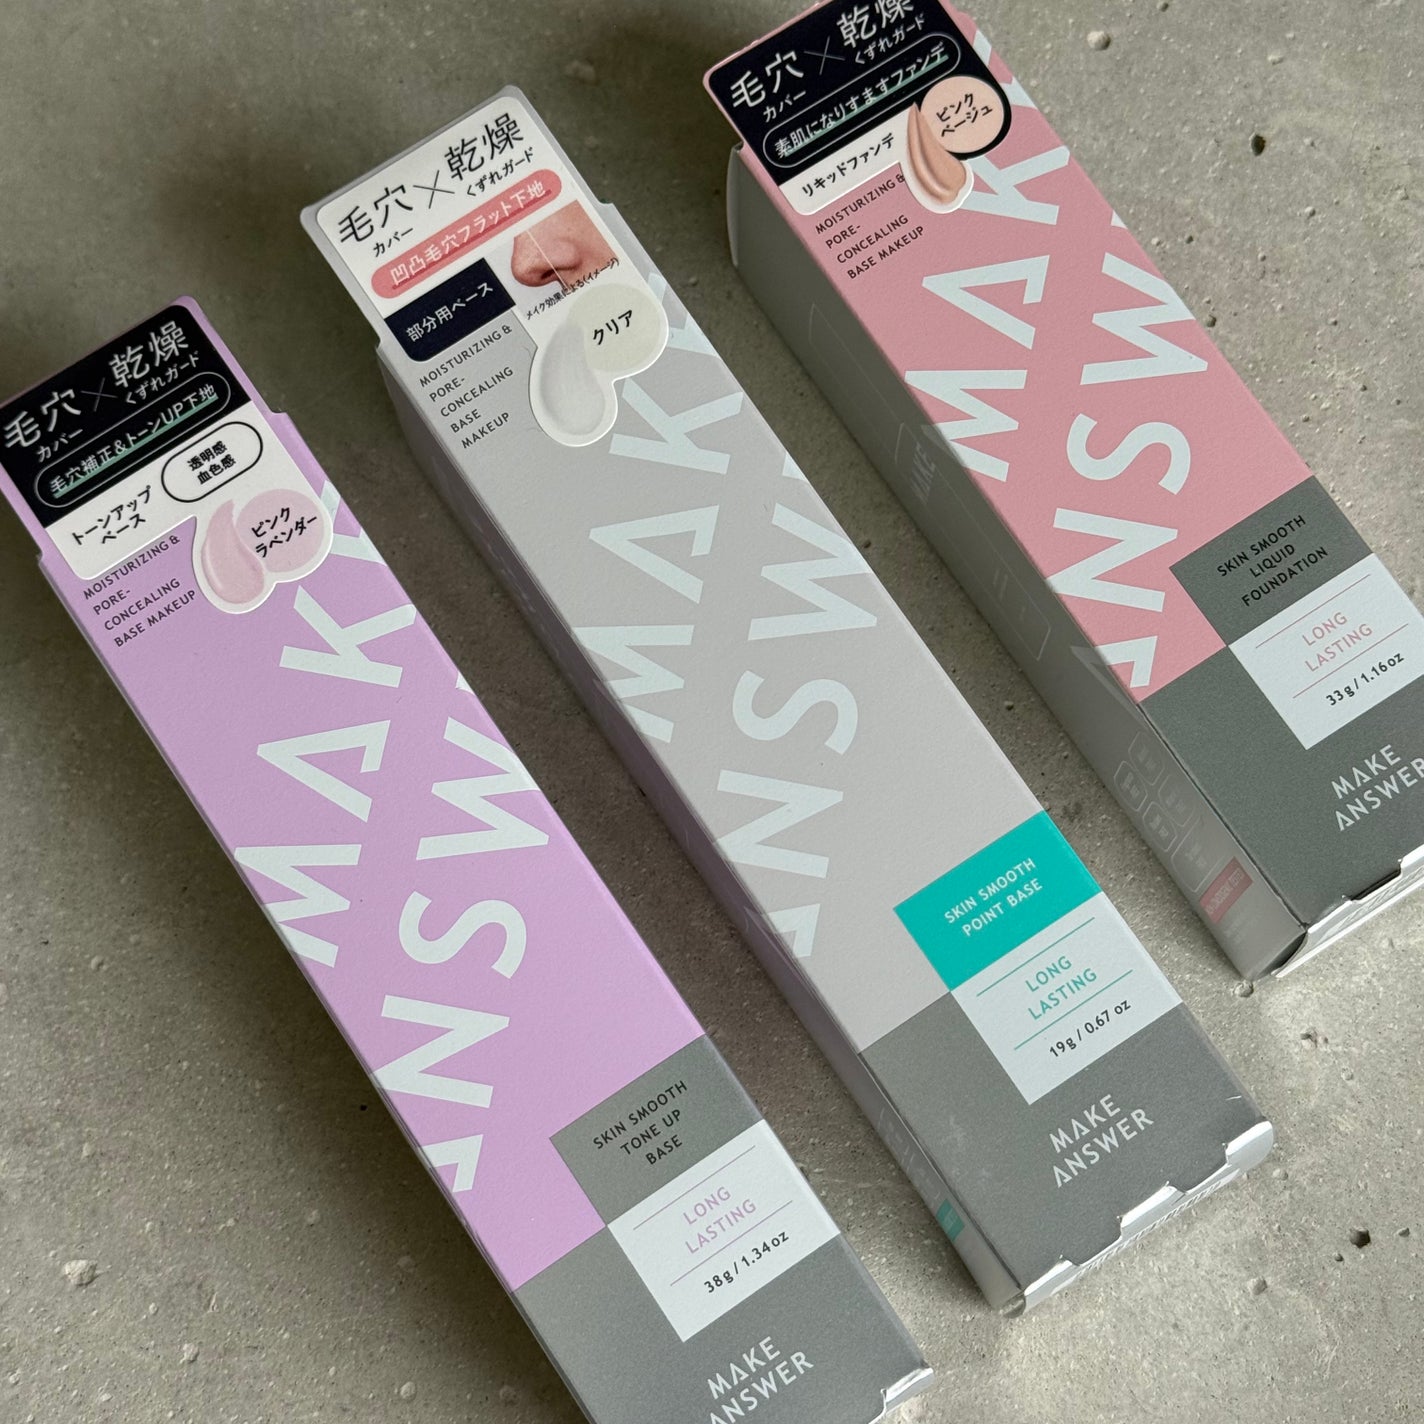 毛穴×乾燥
カバー くずれガード
毛穴補正&トーンUP下地
透明感
血色感
トーンアップ
ベース
ピンク
ラベンダー
MOISTURIZING &
PORE-
CONCEALING
BASE MAKEUP
MAKE
ANSWER
SKIN SMOOTH
TONE UP
BASE
LONG
LASTING
38g / 1.34oz
MAKE
ANSWER
毛穴×乾燥
カバー くずれガード
凹凸毛穴フラット下地
部分用ベース
メイク効果による(イメージ)
クリア
MOISTURIZING &
PORE-
CONCEALING
BASE
MAKEUP
MAK
NSW
SKIN SMOOTH
POINT BASE
LONG
LASTING
19g / 0.67 oz
MAKE
ANSWER
毛穴×乾燥
カバー くずれガード
素肌になりすますファンデ
リキッドファンデ
ピンク
ベージュ
MOISTURIZING &
PORE-
CONCEALING
BASE MAKEUP
MAK
NSW
SKIN SMOOTH
LIQUID
FOUNDATION
LONG
LASTING
33g / 1.16oz
MAKE
ANSWER